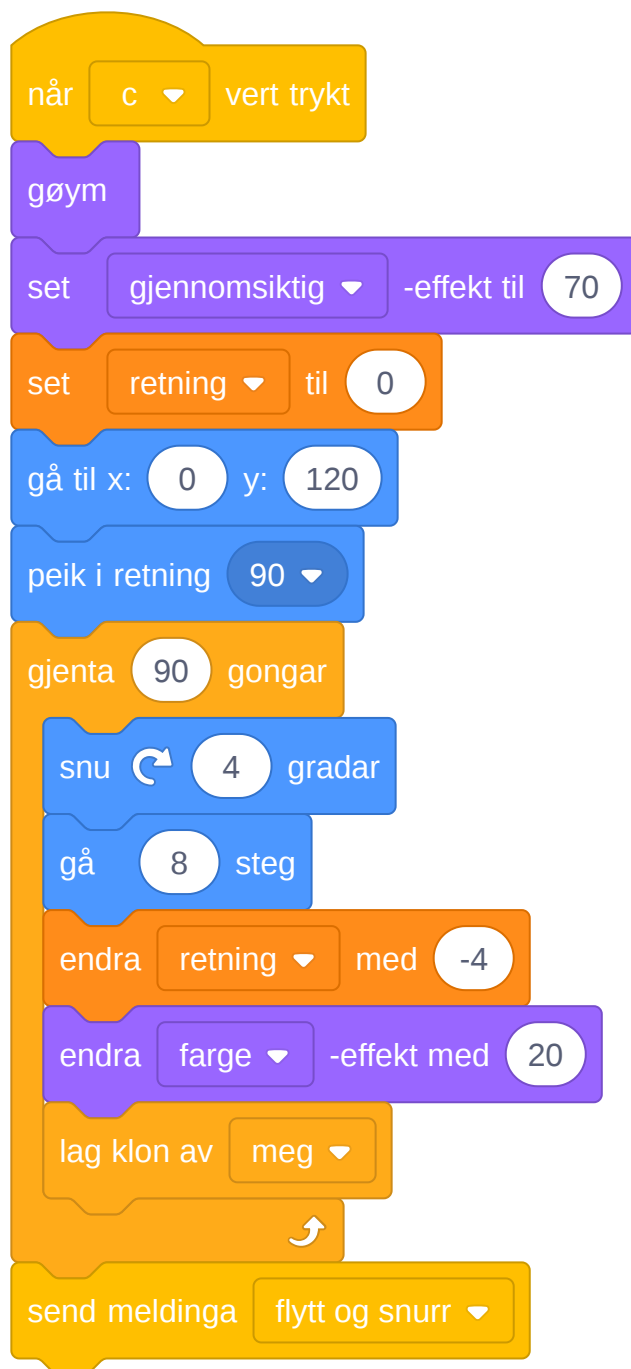 når c vert trykt
gøym
set gjennomsiktig -effekt til 70
set retning til 0
gå til x: 0 y: 120
peik i retning 90
gjenta 90 gongar
snu 4 gradar
gå 8 steg
endra retning med -4
endra farge -effekt med 20
lag klon av meg
send meldinga flytt og snurr